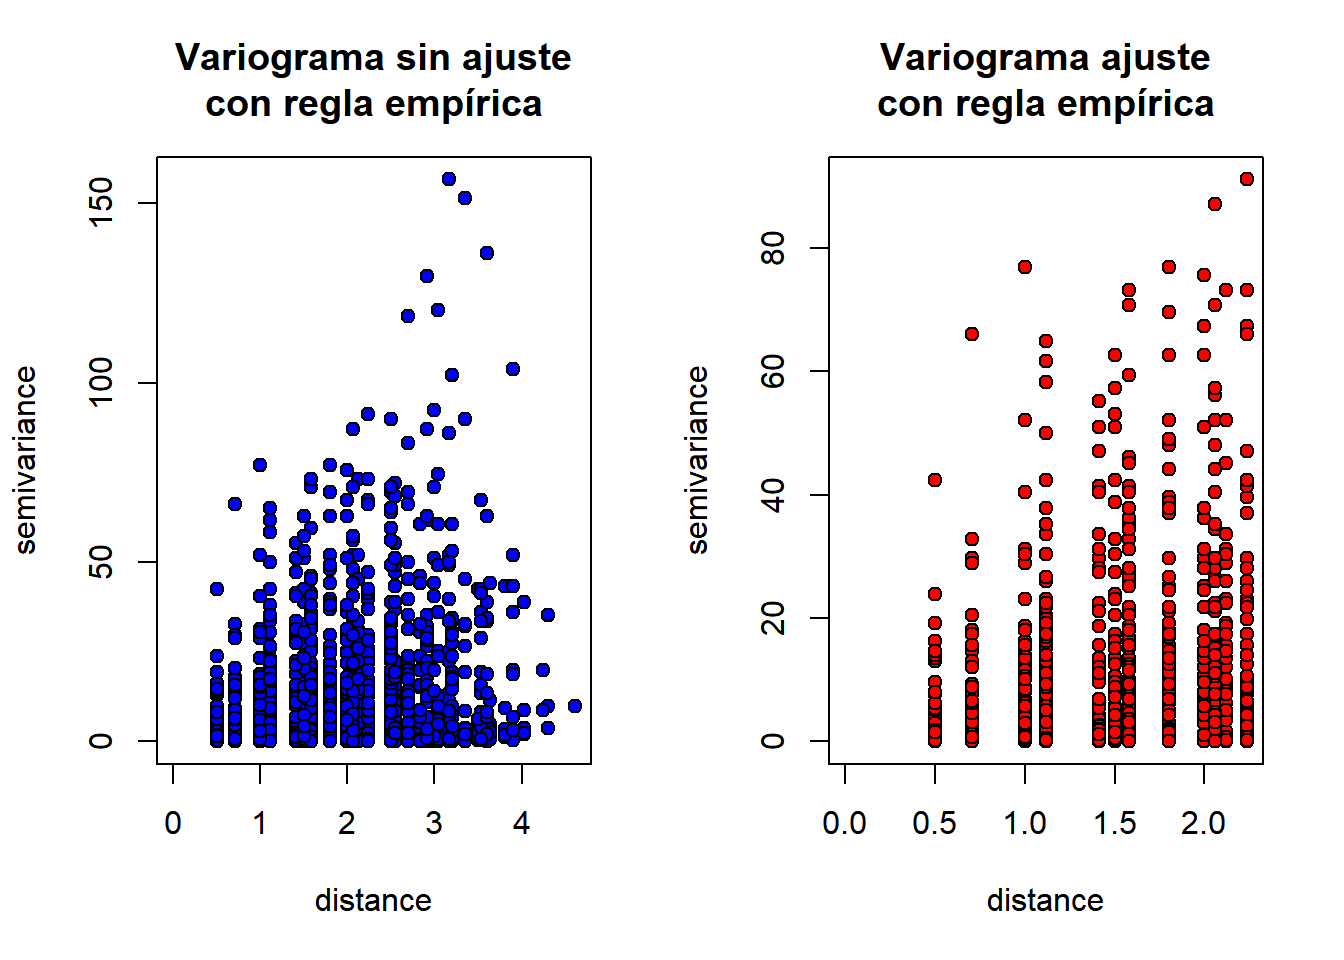 Variograma sin ajuste
con regla empírica
semivariance
150
100
50
0
0 1 2 3 4
distance
Variograma ajuste
con regla empírica
semivariance
80
60
40
20
0
0.0 0.5 1.0 1.5 2.0
distance